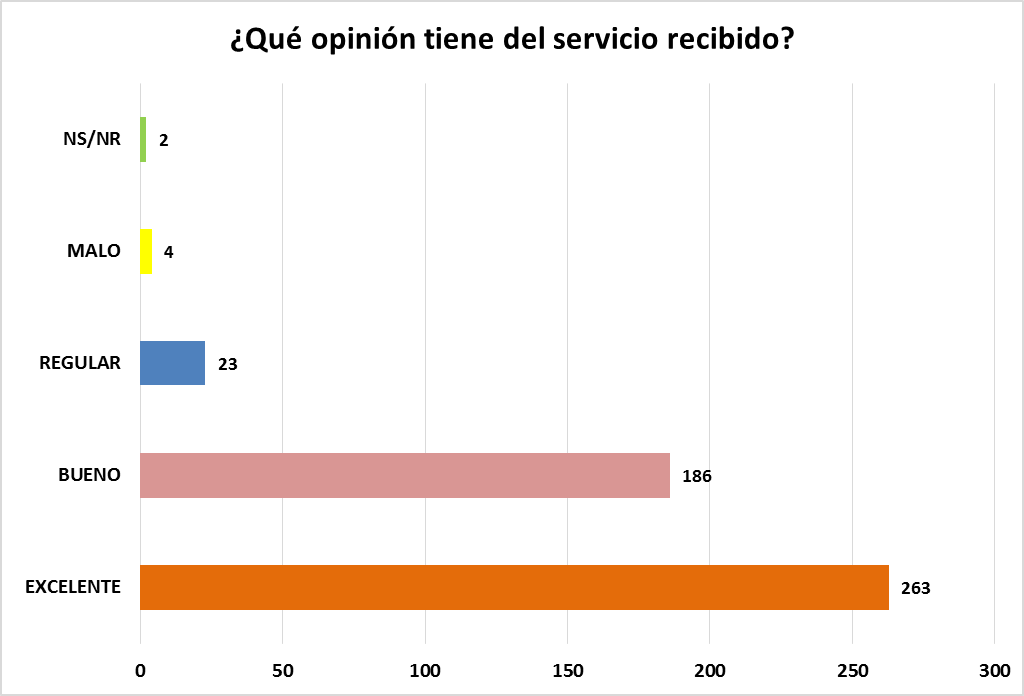 ¿Qué opinión tiene del servicio recibido?
NS/NR 2
MALO 4
REGULAR 23
BUENO 186
EXCELENTE 263
0 50 100 150 200 250 300